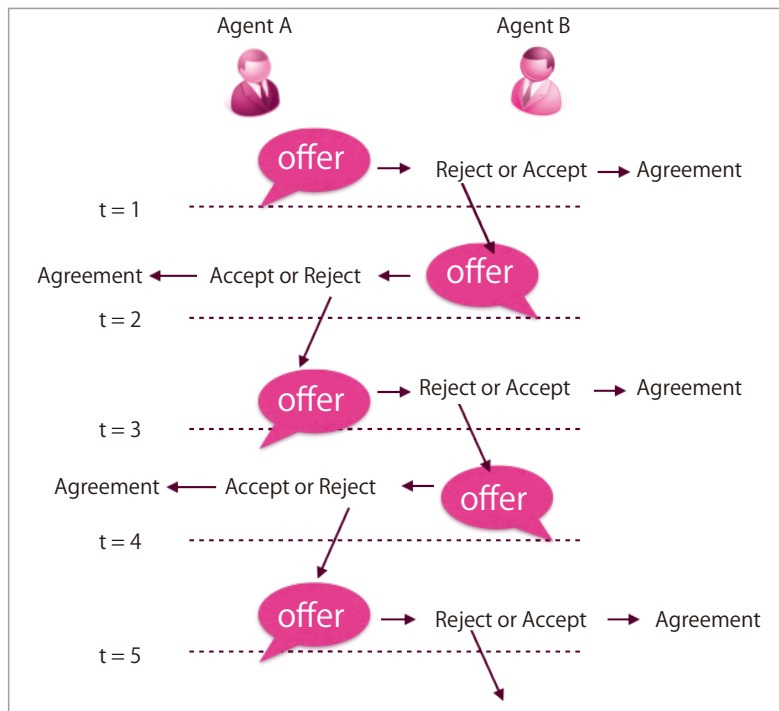 Agent A Agent B
offer Reject or Accept Agreement
t = 1
Agreement Accept or Reject offer
t = 2
offer Reject or Accept Agreement
t = 3
Agreement Accept or Reject offer
t = 4
offer Reject or Accept Agreement
t = 5